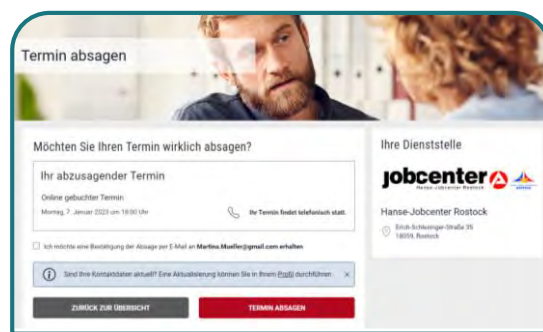 Termin absagen
Möchten Sie Ihren Termin wirklich absagen?
Ihr abzusagender Termin
Online gebuchter Termin
Montag, 7. Januar 2023 um 18:00 Uhr
Ihr Termin findet telefonisch statt.
Ich möchte eine Bestätigung der Absage per E-Mail an Martina.Mueller@gmail.com erhalten
Sind Ihre Kontaktdaten aktuell? Eine Aktualisierung können Sie in Ihrem Profil durchführen
ZURÜCK ZUR ÜBERSICHT
TERMIN ABSAGEN
Ihre Dienststelle
jobcenter
Hanse-Jobcenter Rostock
Hanse-Jobcenter Rostock
Erich-Schlesinger-Straße 35
18059, Rostock